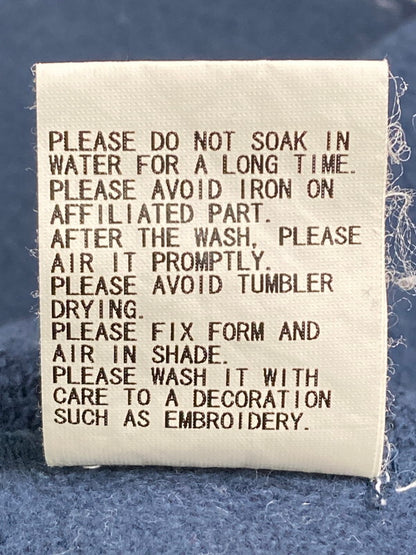 PLEASE DO NOT SOAK IN
WATER FOR A LONG TIME.
PLEASE AVOID IRON ON
AFFILIATED PART.
AFTER THE WASH, PLEASE
AIR IT PROMPTLY.
PLEASE AVOID TUMBLER
DRYING.
PLEASE FIX FORM AND
AIR IN SHADE.
PLEASE WASH IT WITH
CARE TO A DECORATION
SUCH AS EMBROIDERY.